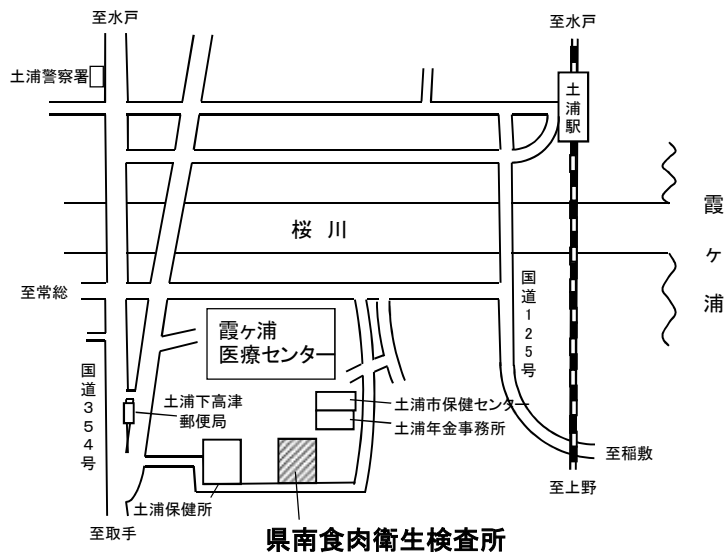 至水戸
至水戸
土浦警察署
土浦駅
霞ヶ浦
桜川
至常総
国道125号
霞ヶ浦
医療センター
国道354号
土浦下高津
郵便局
土浦市保健センター
土浦年金事務所
至稲敷
至上野
土浦保健所
至取手
県南食肉衛生検査所